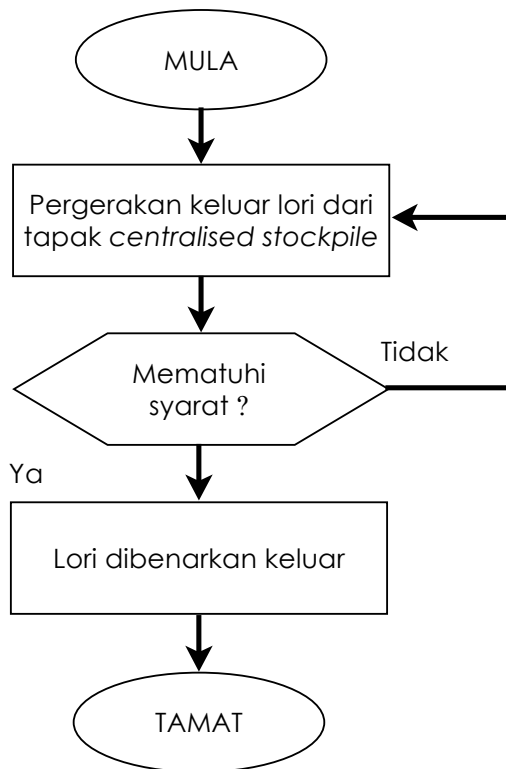 MULA
Pergerakan keluar lori dari
tapak centralised stockpile
Mematuhi
syarat ?
Tidak
Ya
Lori dibenarkan keluar
TAMAT